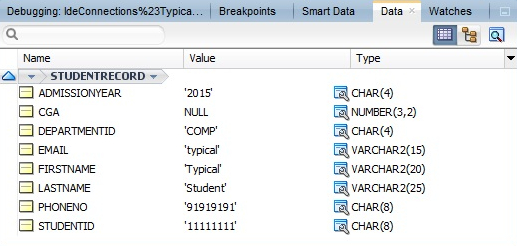 Debugging: IdeConnections%23Typica... Breakpoints Smart Data Data Watches
Name Value Type
STUDENTRECORD
ADMISSIONYEAR '2015' CHAR(4)
CGA NULL NUMBER(3,2)
DEPARTMENTID 'COMP' CHAR(4)
EMAIL 'typical' VARCHAR2(15)
FIRSTNAME 'Typical' VARCHAR2(20)
LASTNAME 'Student' VARCHAR2(25)
PHONENO '91919191' CHAR(8)
STUDENTID '11111111' CHAR(8)